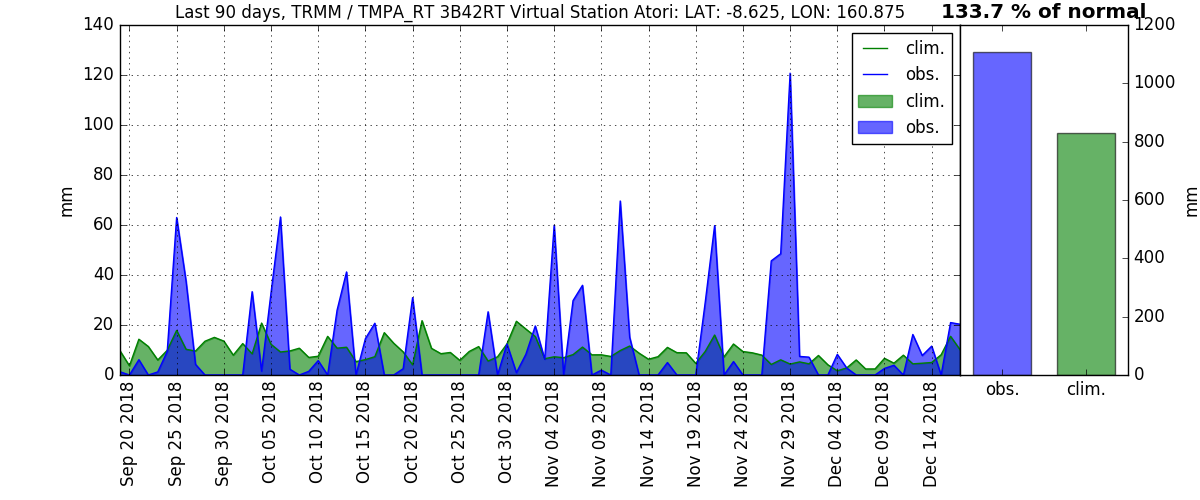 Last 90 days, TRMM / TMPA_RT 3B42RT Virtual Station Atori: LAT: -8.625, LON: 160.875
133.7 % of normal
mm
140
120
100
80
60
40
20
0
clim.
obs.
clim.
obs.
1200
1000
800
600
400
200
0
mm
Sep 20 2018
Sep 25 2018
Sep 30 2018
Oct 05 2018
Oct 10 2018
Oct 15 2018
Oct 20 2018
Oct 25 2018
Oct 30 2018
Nov 04 2018
Nov 09 2018
Nov 14 2018
Nov 19 2018
Nov 24 2018
Nov 29 2018
Dec 04 2018
Dec 09 2018
Dec 14 2018
obs.
clim.